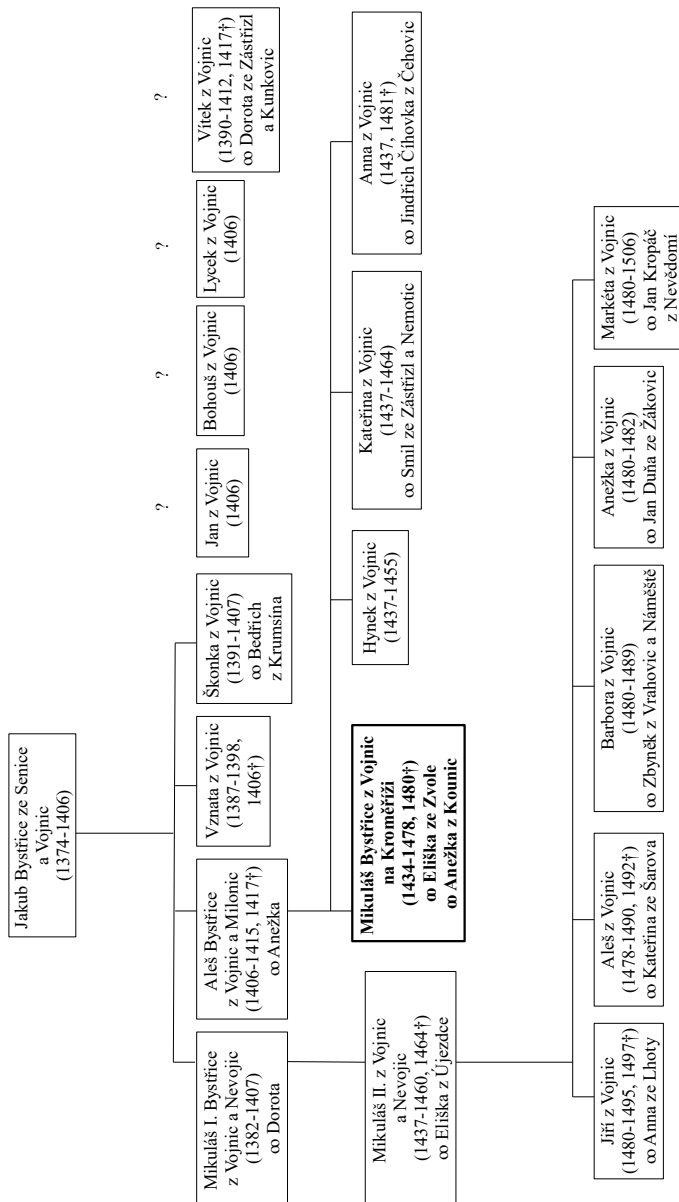 Jakub Bystřice ze Senice
a Vojnic
(1374-1406)
Mikuláš I. Bystřice
z Vojnic a Nevojic
(1382-1407)
ꝏ Dorota
Aleš Bystřice
z Vojnic a Milonic
(1406-1415, 1417†)
ꝏ Anežka
Vznata z Vojnic
(1387-1398,
1406†)
Škonka z Vojnic
(1391-1407)
ꝏ Bedřich
z Krumsína
?
Jan z Vojnic
(1406)
?
Bohouš z Vojnic
(1406)
?
Lycek z Vojnic
(1406)
?
Vítek z Vojnic
(1390-1412, 1417†)
ꝏ Dorota ze Zástřizl
a Kunkovic
Mikuláš II. z Vojnic
a Nevojic
(1437-1460, 1464†)
ꝏ Eliška z Újezdce
Mikuláš Bystřice z Vojnic
na Kroměříži
(1434-1478, 1480†)
ꝏ Eliška ze Zvole
ꝏ Anežka z Kounic
Hynek z Vojnic
(1437-1455)
Kateřina z Vojnic
(1437-1464)
ꝏ Smil ze Zástřizl a Nemotic
Anna z Vojnic
(1437, 1481†)
ꝏ Jindřich Číhovka z Čehovic
Jiří z Vojnic
(1480-1495, 1497†)
ꝏ Anna ze Lhoty
Aleš z Vojnic
(1478-1490, 1492†)
ꝏ Kateřina ze Šarova
Barbora z Vojnic
(1480-1489)
ꝏ Zbyněk z Vrahovic a Náměště
Anežka z Vojnic
(1480-1482)
ꝏ Jan Duňa ze Žákovic
Markéta z Vojnic
(1480-1506)
ꝏ Jan Kropáč
z Nevědomí